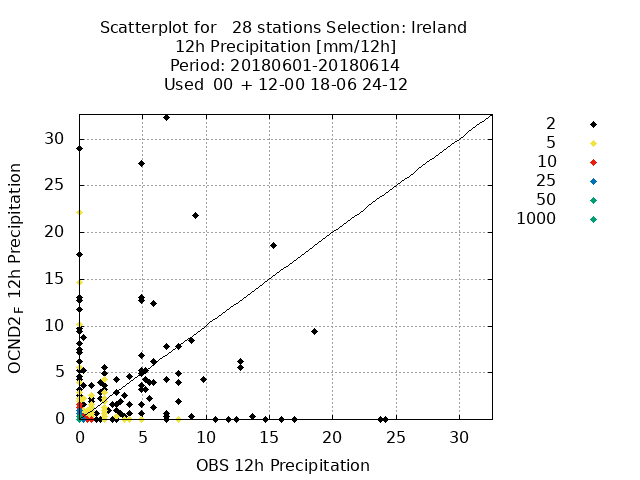 Scatterplot for 28 stations Selection: Ireland
12h Precipitation [mm/12h]
Period: 20180601-20180614
Used 00 + 12-00 18-06 24-12
2
5
10
25
50
1000
30
25
20
15
10
5
0
OCND2F 12h Precipitation
0 5 10 15 20 25 30
OBS 12h Precipitation